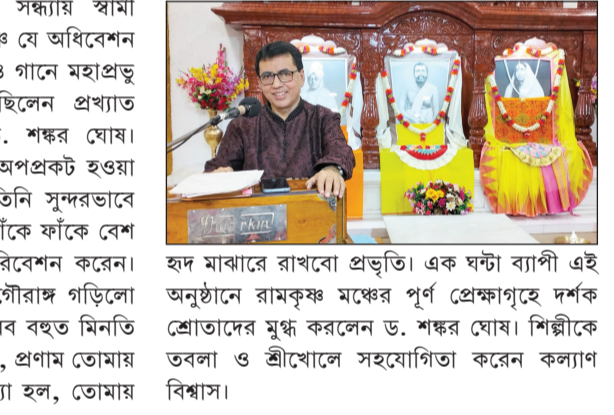 সন্ধ্যায় স্বামী
যে অধিবেশন
ও গানে মহাপ্রভু
ছিলেন প্রখ্যাত
. শঙ্কর ঘোষ।
অপপ্রকট হওয়া
তিনি সুন্দরভাবে
ফাঁকে বেশ
রিবেশন করেন।
গৌরাঙ্গ গড়িলো
ব বহুত মিনতি
, প্রণাম তোমায়
হল, তোমায়
হৃদ মাঝারে রাখবো প্রভৃতি। এক ঘন্টা ব্যাপী এই
অনুষ্ঠানে রামকৃষ্ণ মঞ্চের পূর্ণ প্রেক্ষাগৃহে দর্শক
শ্রোতাদের মুগ্ধ করলেন ড. শঙ্কর ঘোষ। শিল্পীকে
তবলা ও শ্রীখোলে সহযোগিতা করেন কল্যাণ
বিশ্বাস।